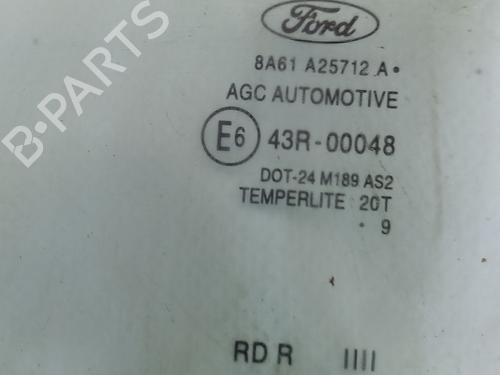 Ford
8A61 A25712 A•
AGC AUTOMOTIVE
E6 43R-00048
DOT-24 M189 AS2
TEMPERLITE 20T
• 9
RD R IIII
B-PARTS